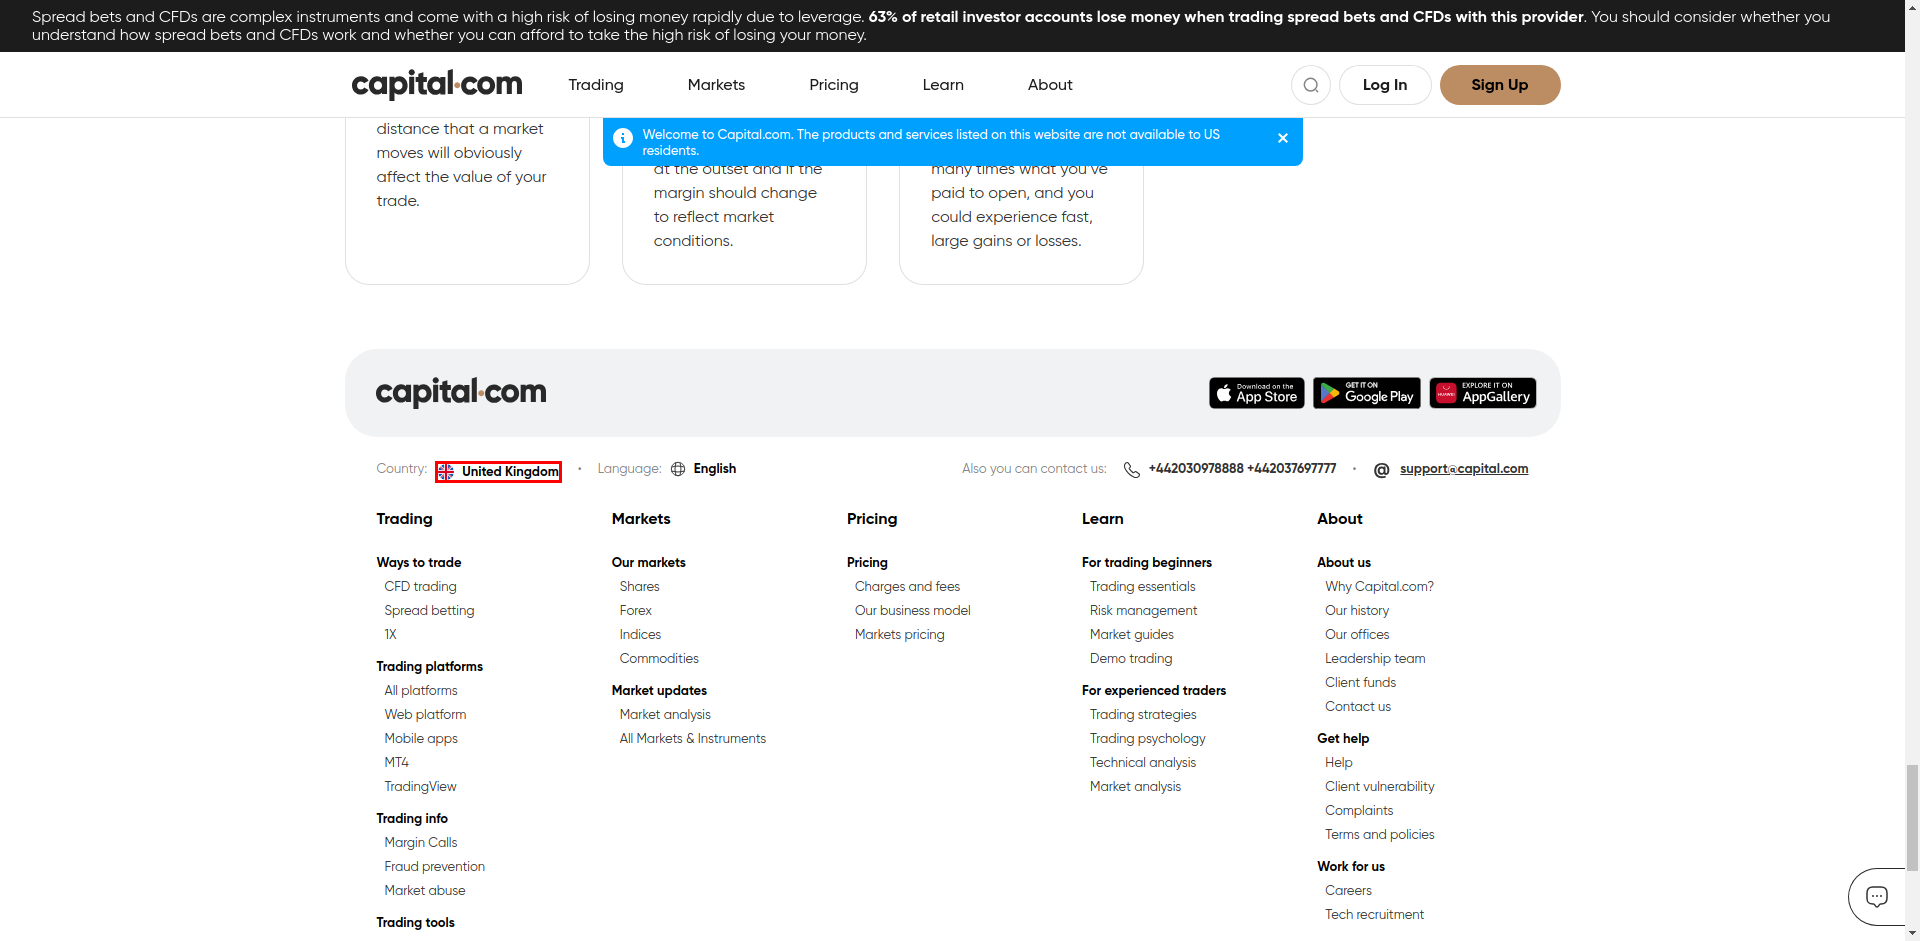 Spread bets and CFDs are complex instruments and come with a high risk of losing money rapidly due to leverage. 63% of retail investor accounts lose money when trading spread bets and CFDs with this provider. You should consider whether you
understand how spread bets and CFDs work and whether you can afford to take the high risk of losing your money.
capital.com Trading Markets Pricing Learn About Log In Sign Up
Welcome to Capital.com. The products and services listed on this website are not available to US
residents.
distance that a market
moves will obviously
affect the value of your
trade.
at the outset and if the
margin should change
to reflect market
conditions.
many times what you've
paid to open, and you
could experience fast,
large gains or losses.
capital.com
Download on the
App Store
GET IT ON
Google Play
HUAWEI
EXPLORE IT ON
AppGallery
Country: United Kingdom • Language: English Also you can contact us: +442030978888 +442037697777 • @ support@capital.com
Trading
Ways to trade
CFD trading
Spread betting
1X
Trading platforms
All platforms
Web platform
Mobile apps
MT4
TradingView
Trading info
Margin Calls
Fraud prevention
Market abuse
Trading tools
Markets
Our markets
Shares
Forex
Indices
Commodities
Market updates
Market analysis
All Markets & Instruments
Pricing
Pricing
Charges and fees
Our business model
Markets pricing
Learn
For trading beginners
Trading essentials
Risk management
Market guides
Demo trading
For experienced traders
Trading strategies
Trading psychology
Technical analysis
Market analysis
About
About us
Why Capital.com?
Our history
Our offices
Leadership team
Client funds
Contact us
Get help
Help
Client vulnerability
Complaints
Terms and policies
Work for us
Careers
Tech recruitment